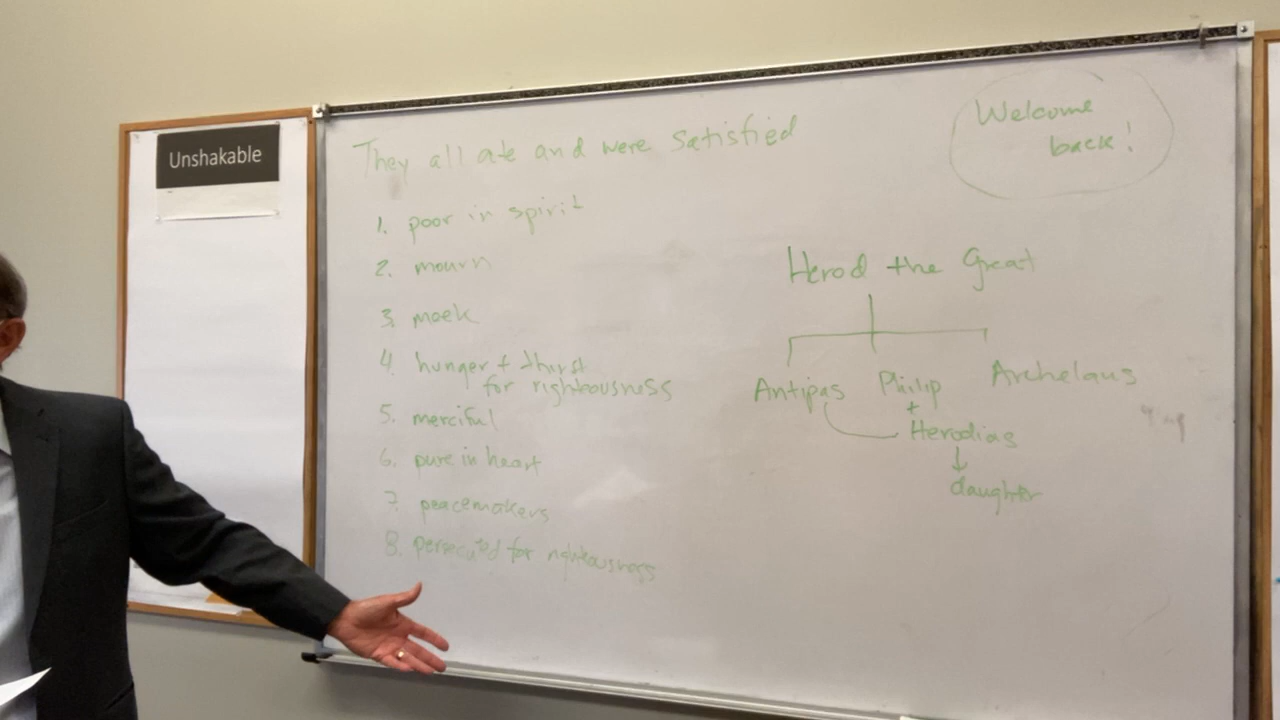 Unshakable
They all ate and were satisfied
Welcome
back!
1. poor in spirit
2. mourn
3. meek
4. hunger + thirst
for righteousness
5. merciful
6. pure in heart
7. peacemakers
8. persecuted for righteousness
Herod the Great
Antipas Philip Archelaus
+
Herodias
daughter